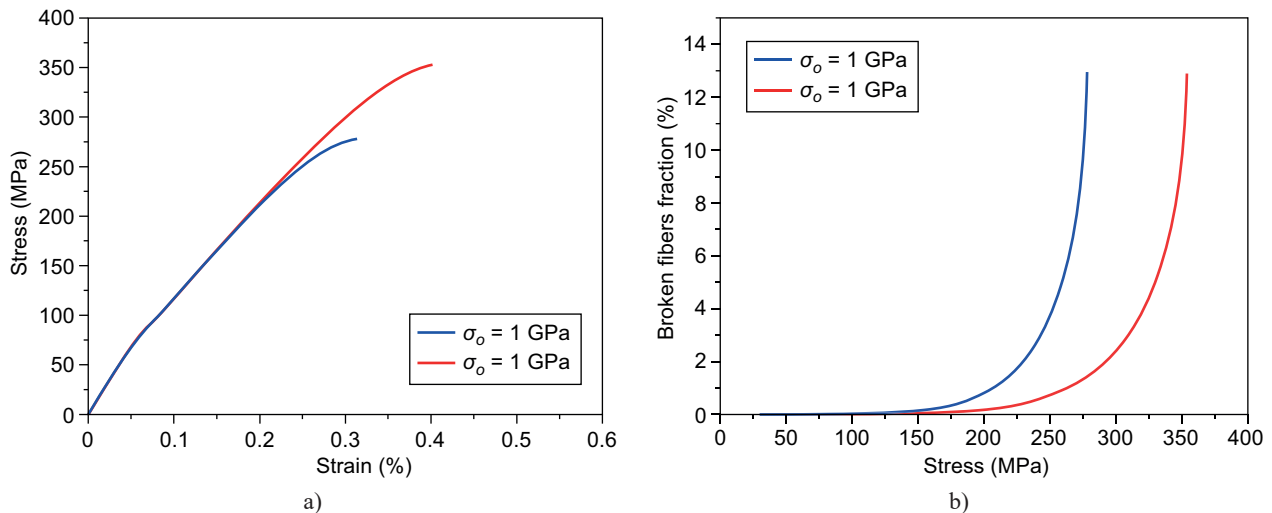 400
350
300
250
200
150
100
50
0
Stress (MPa)
σo = 1 GPa
σo = 1 GPa
0 0.1 0.2 0.3 0.4 0.5 0.6
Strain (%)
a)
14
12
10
8
6
4
2
0
Broken fibers fraction (%)
σo = 1 GPa
σo = 1 GPa
0 50 100 150 200 250 300 350 400
Stress (MPa)
b)